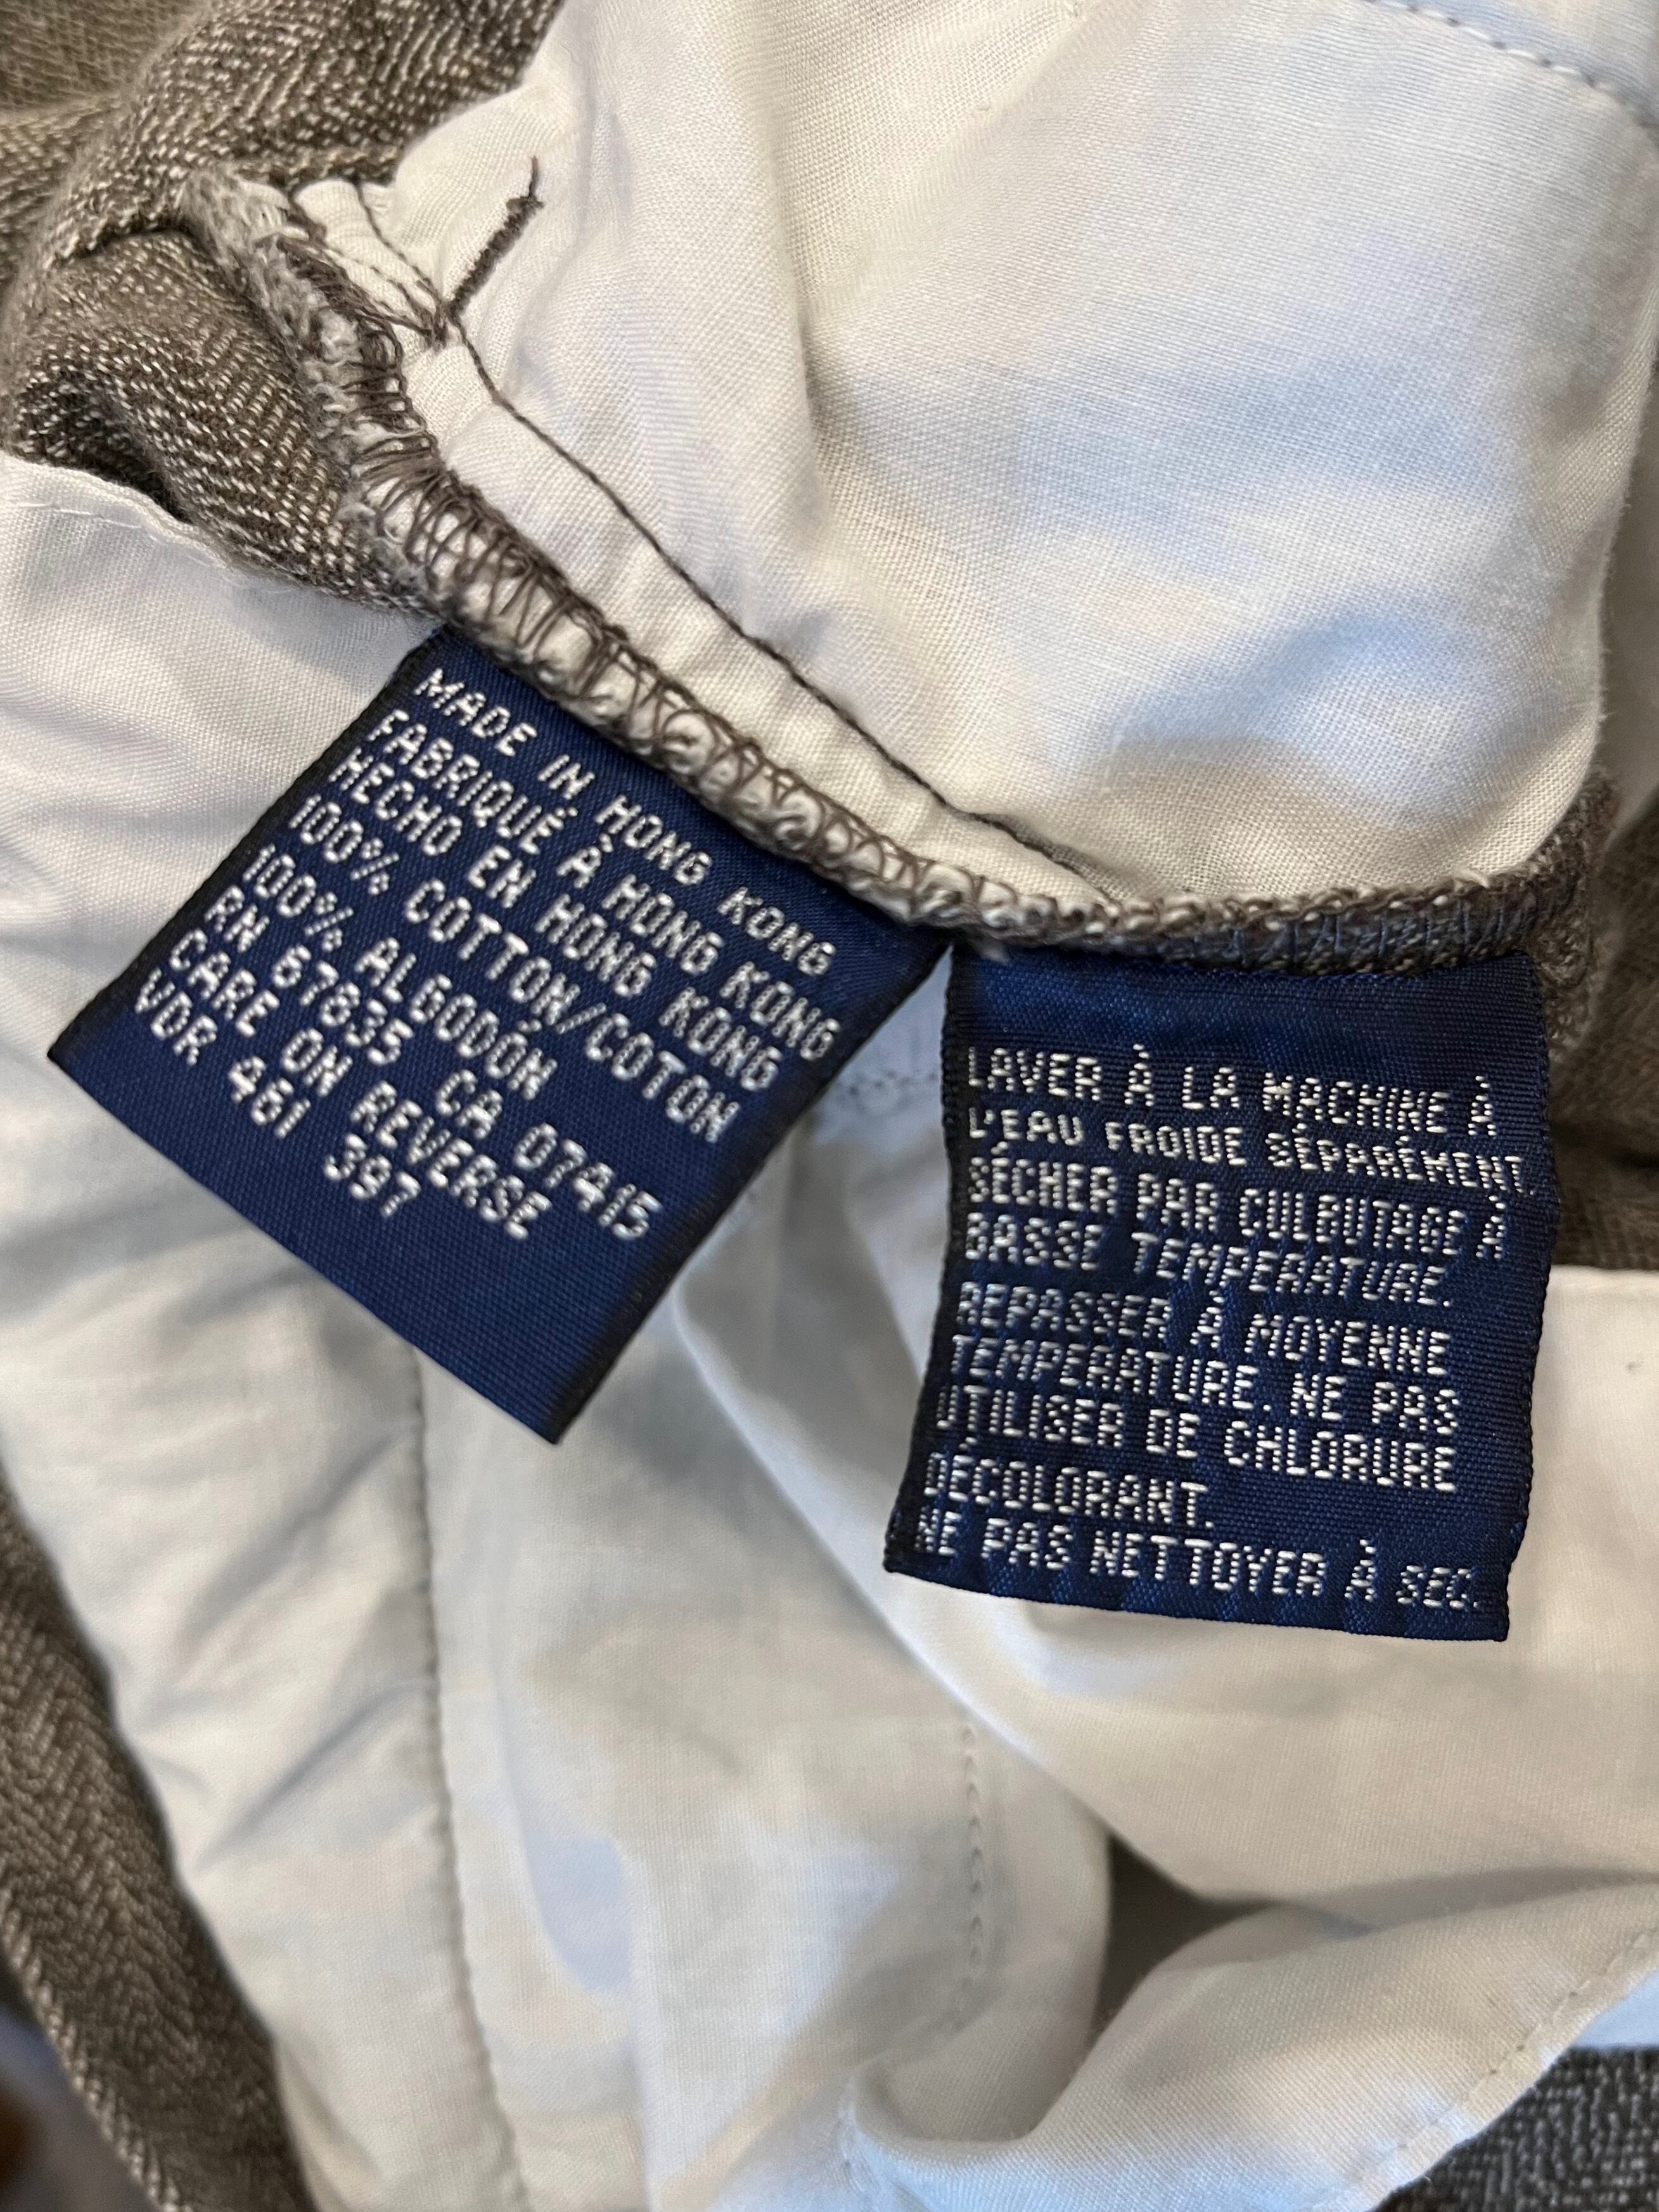 MADE IN HONG KONG
FABRIQUÉ À HONG KONG
HECHO EN HONG KONG
100% COTTON/COTON
100% ALGODÓN
RN 67835 CA 07415
CARE ON REVERSE
VDR 461 397
LAVER À LA MACHINE À
L'EAU FROIDE SÉPARÉMENT.
SÉCHER PAR CULBUTAGE À
BASSE TEMPERATURE.
REPASSER À MOYENNE
TEMPERATURE. NE PAS
UTILISER DE CHLORURE
DÉCOLORANT.
NE PAS NETTOYER À SEC.